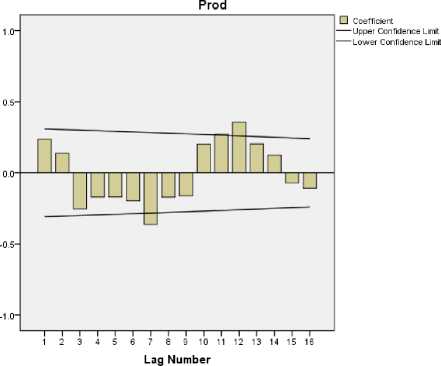 Prod
Coefficient
Upper Confidence Limit
Lower Confidence Limit
1.0
0.5
0.0
-0.5
-1.0
1 2 3 4 5 6 7 8 9 10 11 12 13 14 15 16
Lag Number